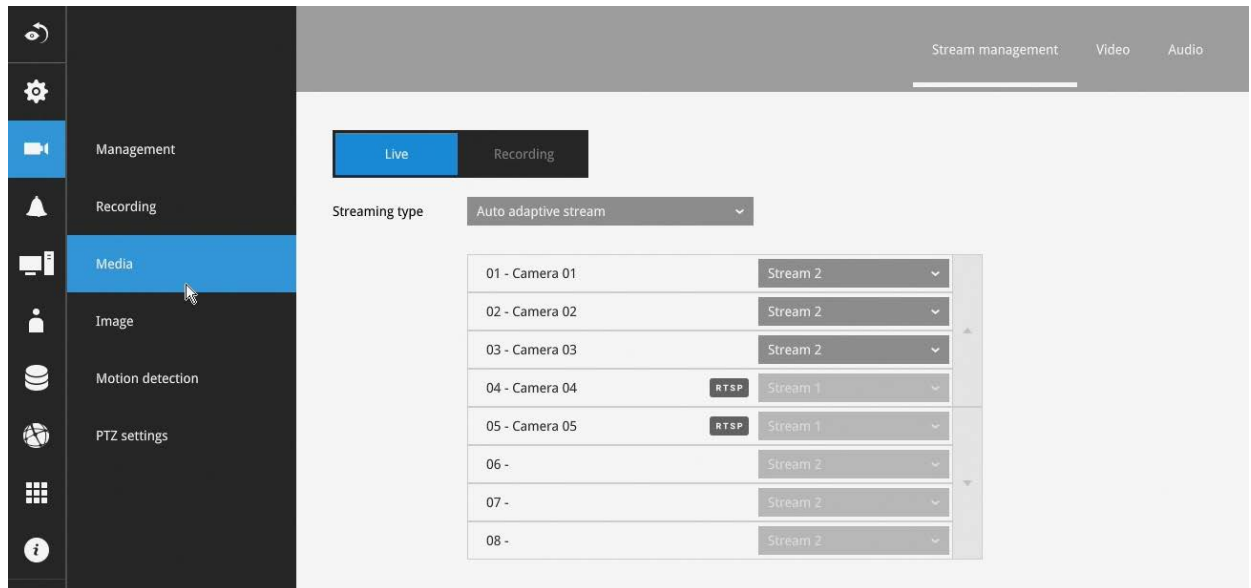 Stream management Video Audio
Management
Recording
Media
Image
Motion detection
PTZ settings
Live Recording
Streaming type Auto adaptive stream
01 - Camera 01 Stream 2
02 - Camera 02 Stream 2
03 - Camera 03 Stream 2
04 - Camera 04 RTSP Stream 1
05 - Camera 05 RTSP Stream 1
06 - Stream 2
07 - Stream 2
08 - Stream 2